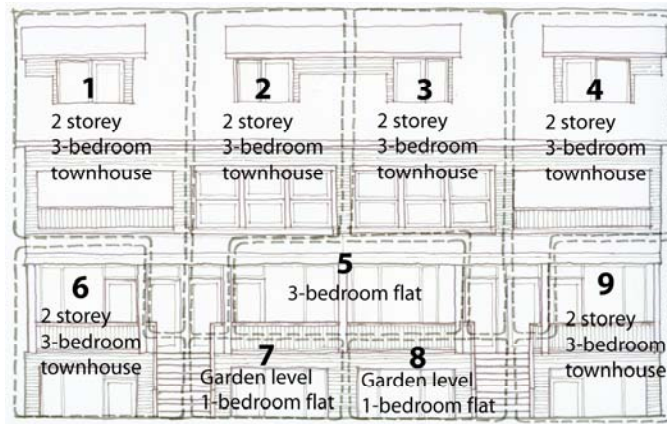 1
2 storey
3-bedroom
townhouse
2
2 storey
3-bedroom
townhouse
3
2 storey
3-bedroom
townhouse
4
2 storey
3-bedroom
townhouse
5
3-bedroom flat
6
2 storey
3-bedroom
townhouse
7
Garden level
1-bedroom flat
8
Garden level
1-bedroom flat
9
2 storey
3-bedroom
townhouse